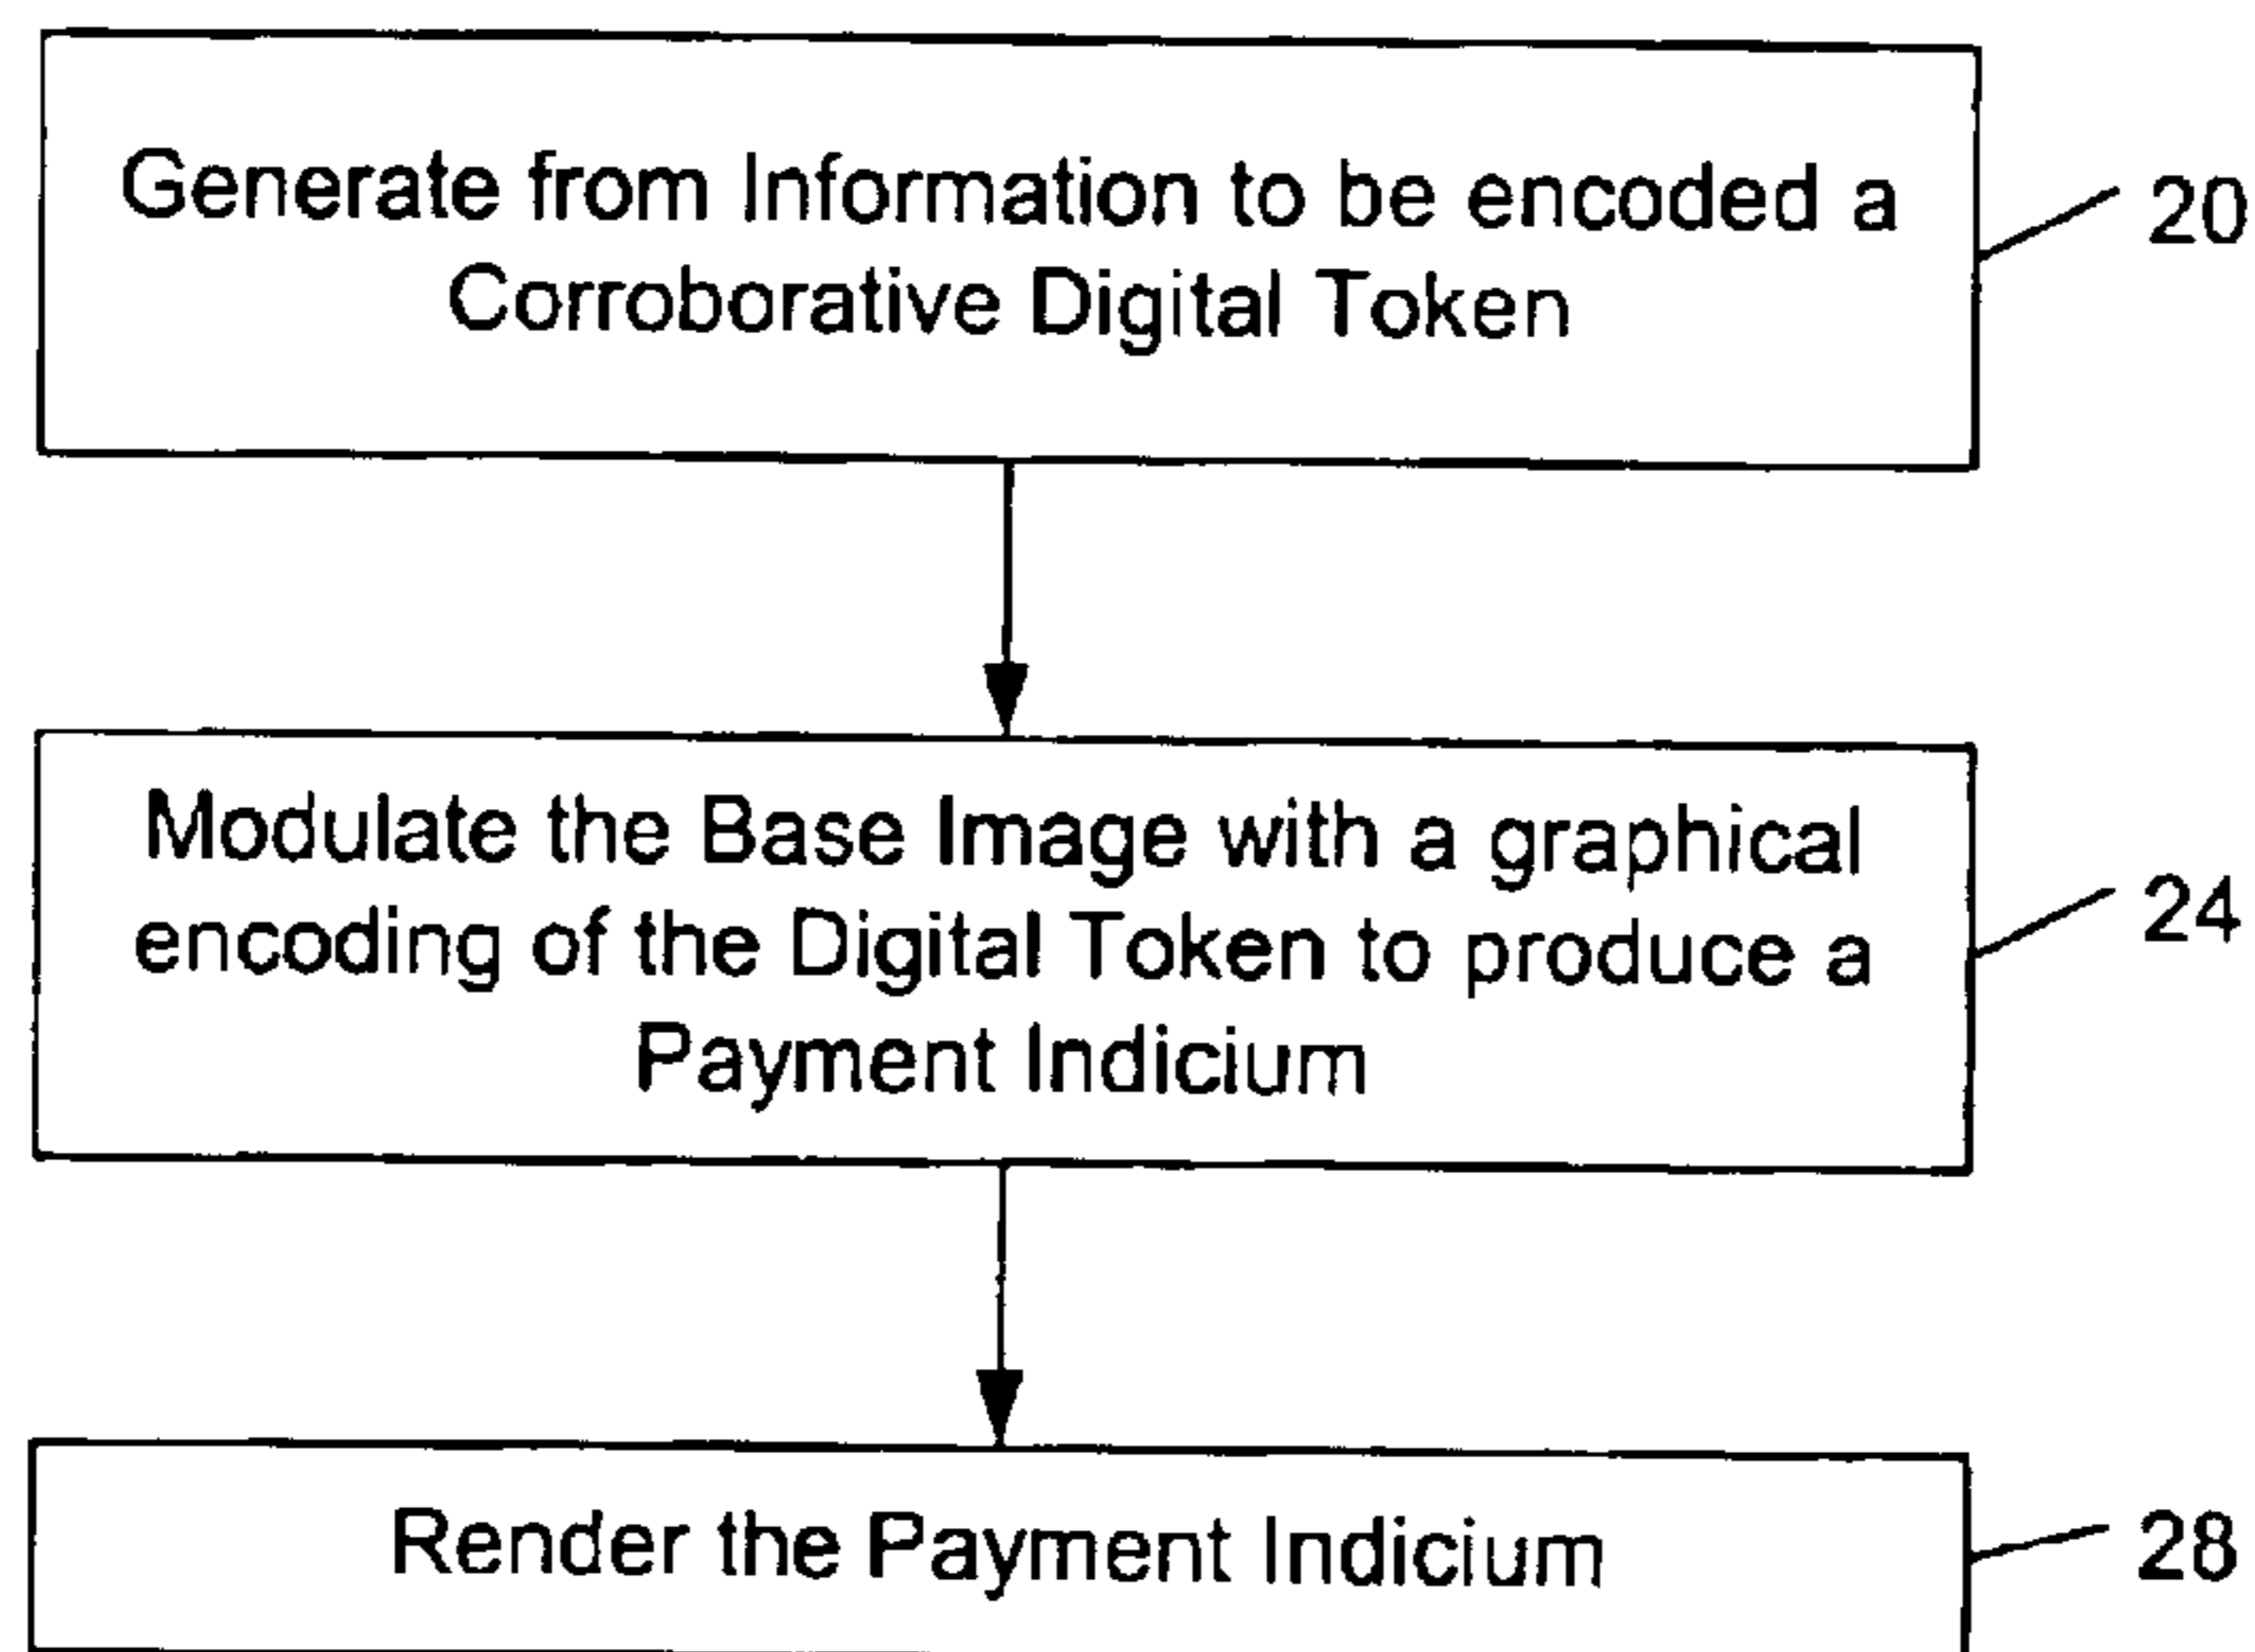 Generate from Information to be encoded a
Corroborative Digital Token
20
Modulate the Base Image with a graphical
encoding of the Digital Token to produce a
Payment Indicium
24
Render the Payment Indicium
28